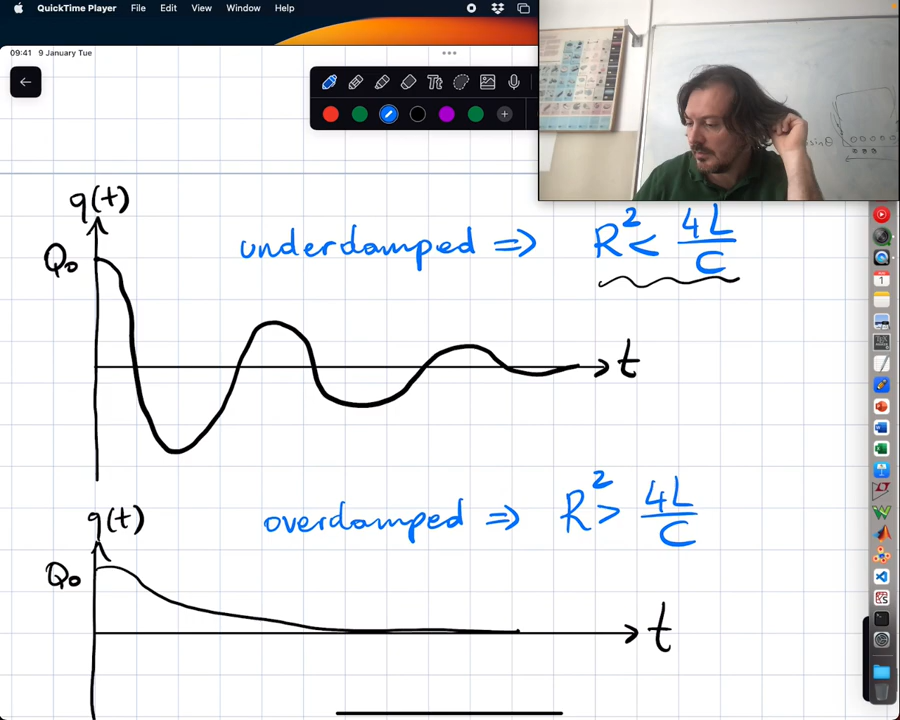 QuickTime Player File Edit View Window Help
09:41 9 January Tue
q(t)
Q₀
underdamped ⇒ R² < 4L/C
t
sinθ
q(t)
overdamped ⇒ R² > 4L/C
Q₀
t